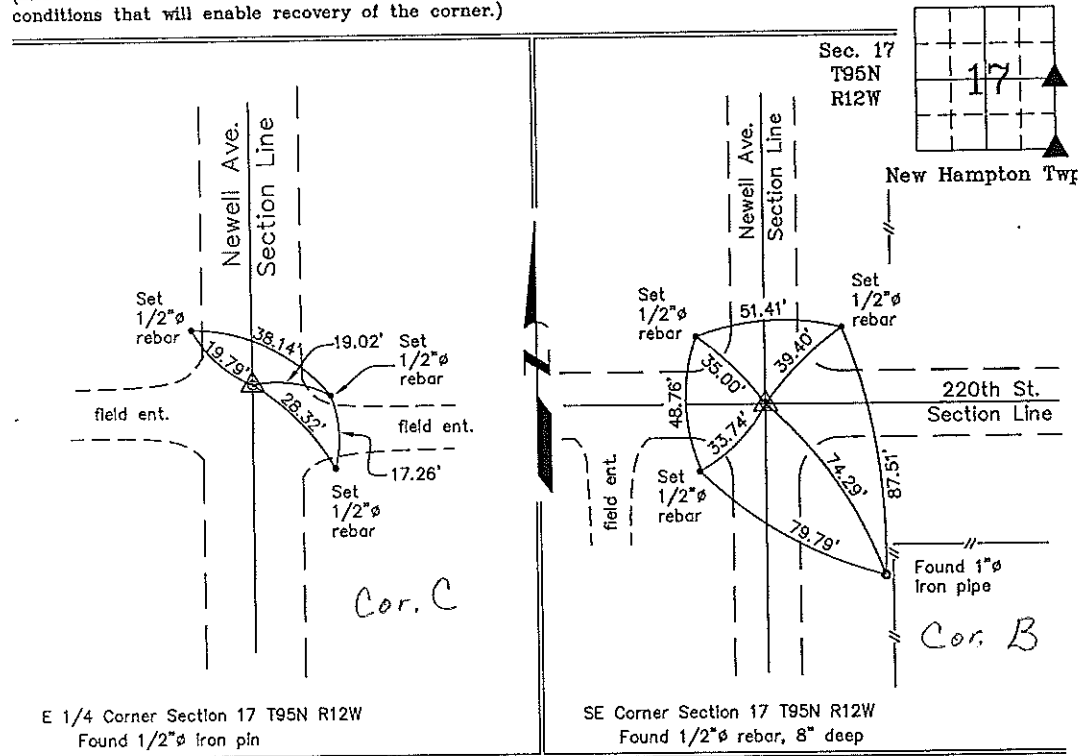 conditions that will enable recovery of the corner.)
Sec. 17
T95N
R12W
17
New Hampton Twp
Newell Ave.
Section Line
Set
1/2"ø
rebar
38.14'
19.02'
Set
1/2"ø
rebar
19.79'
28.32'
field ent.
field ent.
17.26'
Set
1/2"ø
rebar
Cor. C
E 1/4 Corner Section 17 T95N R12W
Found 1/2"ø iron pin
Newell Ave.
Section Line
Set
1/2"ø
rebar
51.41'
Set
1/2"ø
rebar
35.00'
39.40'
48.76'
33.74'
220th St.
Section Line
field ent.
Set
1/2"ø
rebar
74.29'
87.51'
79.79'
Found 1"ø
iron pipe
Cor. B
SE Corner Section 17 T95N R12W
Found 1/2"ø rebar, 8" deep